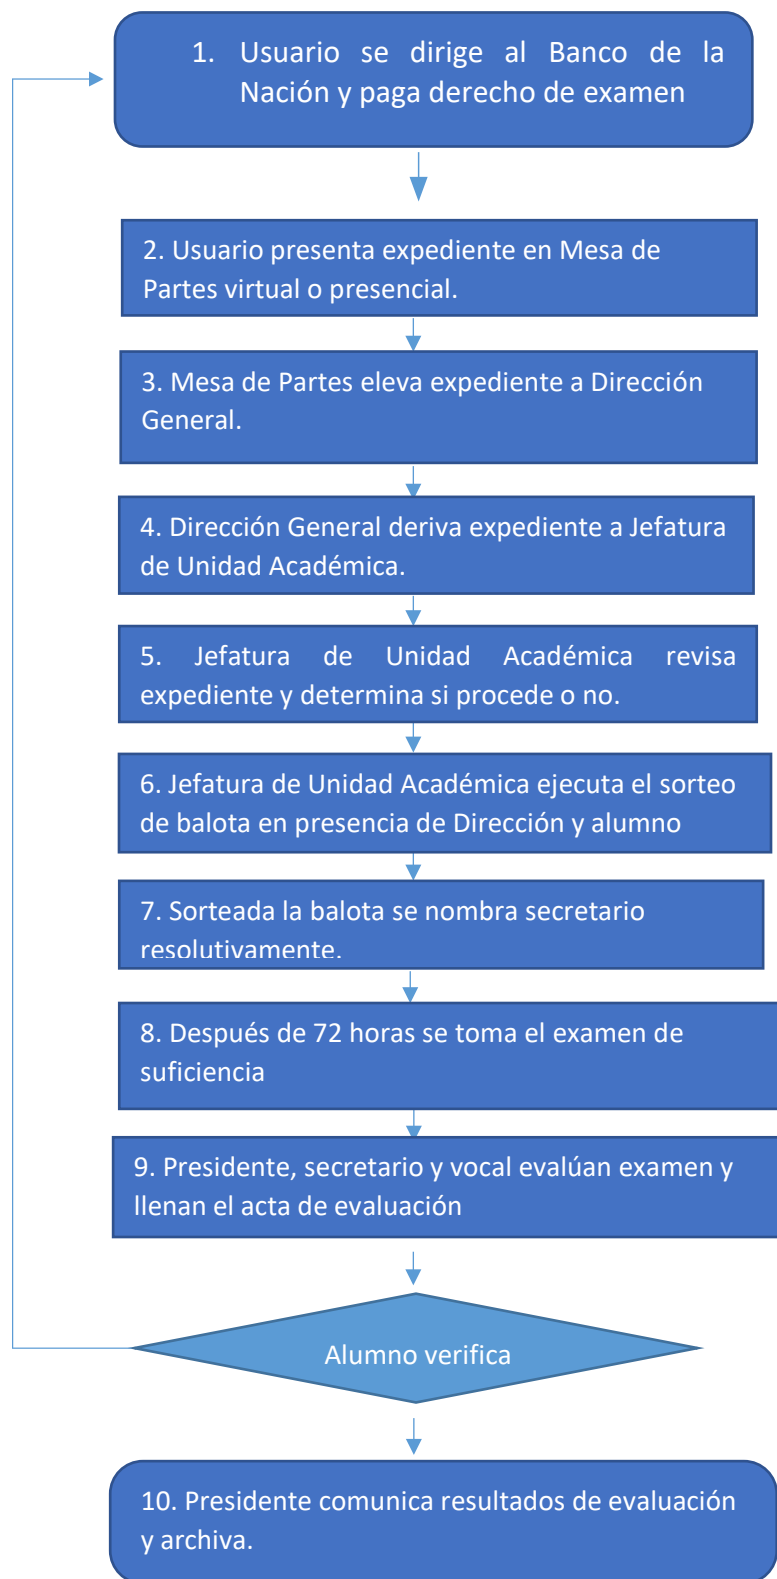 1. Usuario se dirige al Banco de la
Nación y paga derecho de examen
2. Usuario presenta expediente en Mesa de
Partes virtual o presencial.
3. Mesa de Partes eleva expediente a Dirección
General.
4. Dirección General deriva expediente a Jefatura
de Unidad Académica.
5. Jefatura de Unidad Académica revisa
expediente y determina si procede o no.
6. Jefatura de Unidad Académica ejecuta el sorteo
de balota en presencia de Dirección y alumno
7. Sorteada la balota se nombra secretario
resolutivamente.
8. Después de 72 horas se toma el examen de
suficiencia
9. Presidente, secretario y vocal evalúan examen y
llenan el acta de evaluación
Alumno verifica
10. Presidente comunica resultados de evaluación
y archiva.